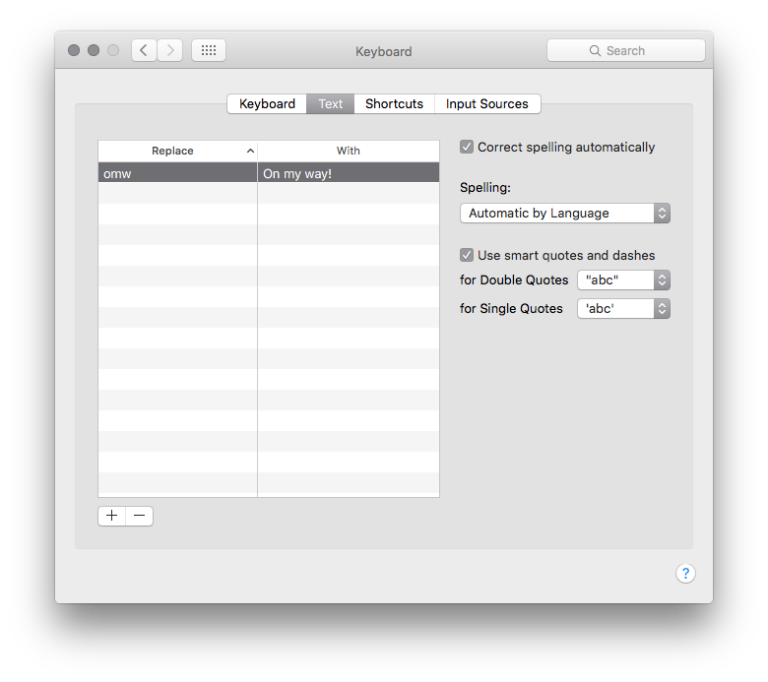 Keyboard
Search
Keyboard Text Shortcuts Input Sources
Replace With
omw On my way!
Correct spelling automatically
Spelling:
Automatic by Language
Use smart quotes and dashes
for Double Quotes "abc"
for Single Quotes 'abc'
+ −
?